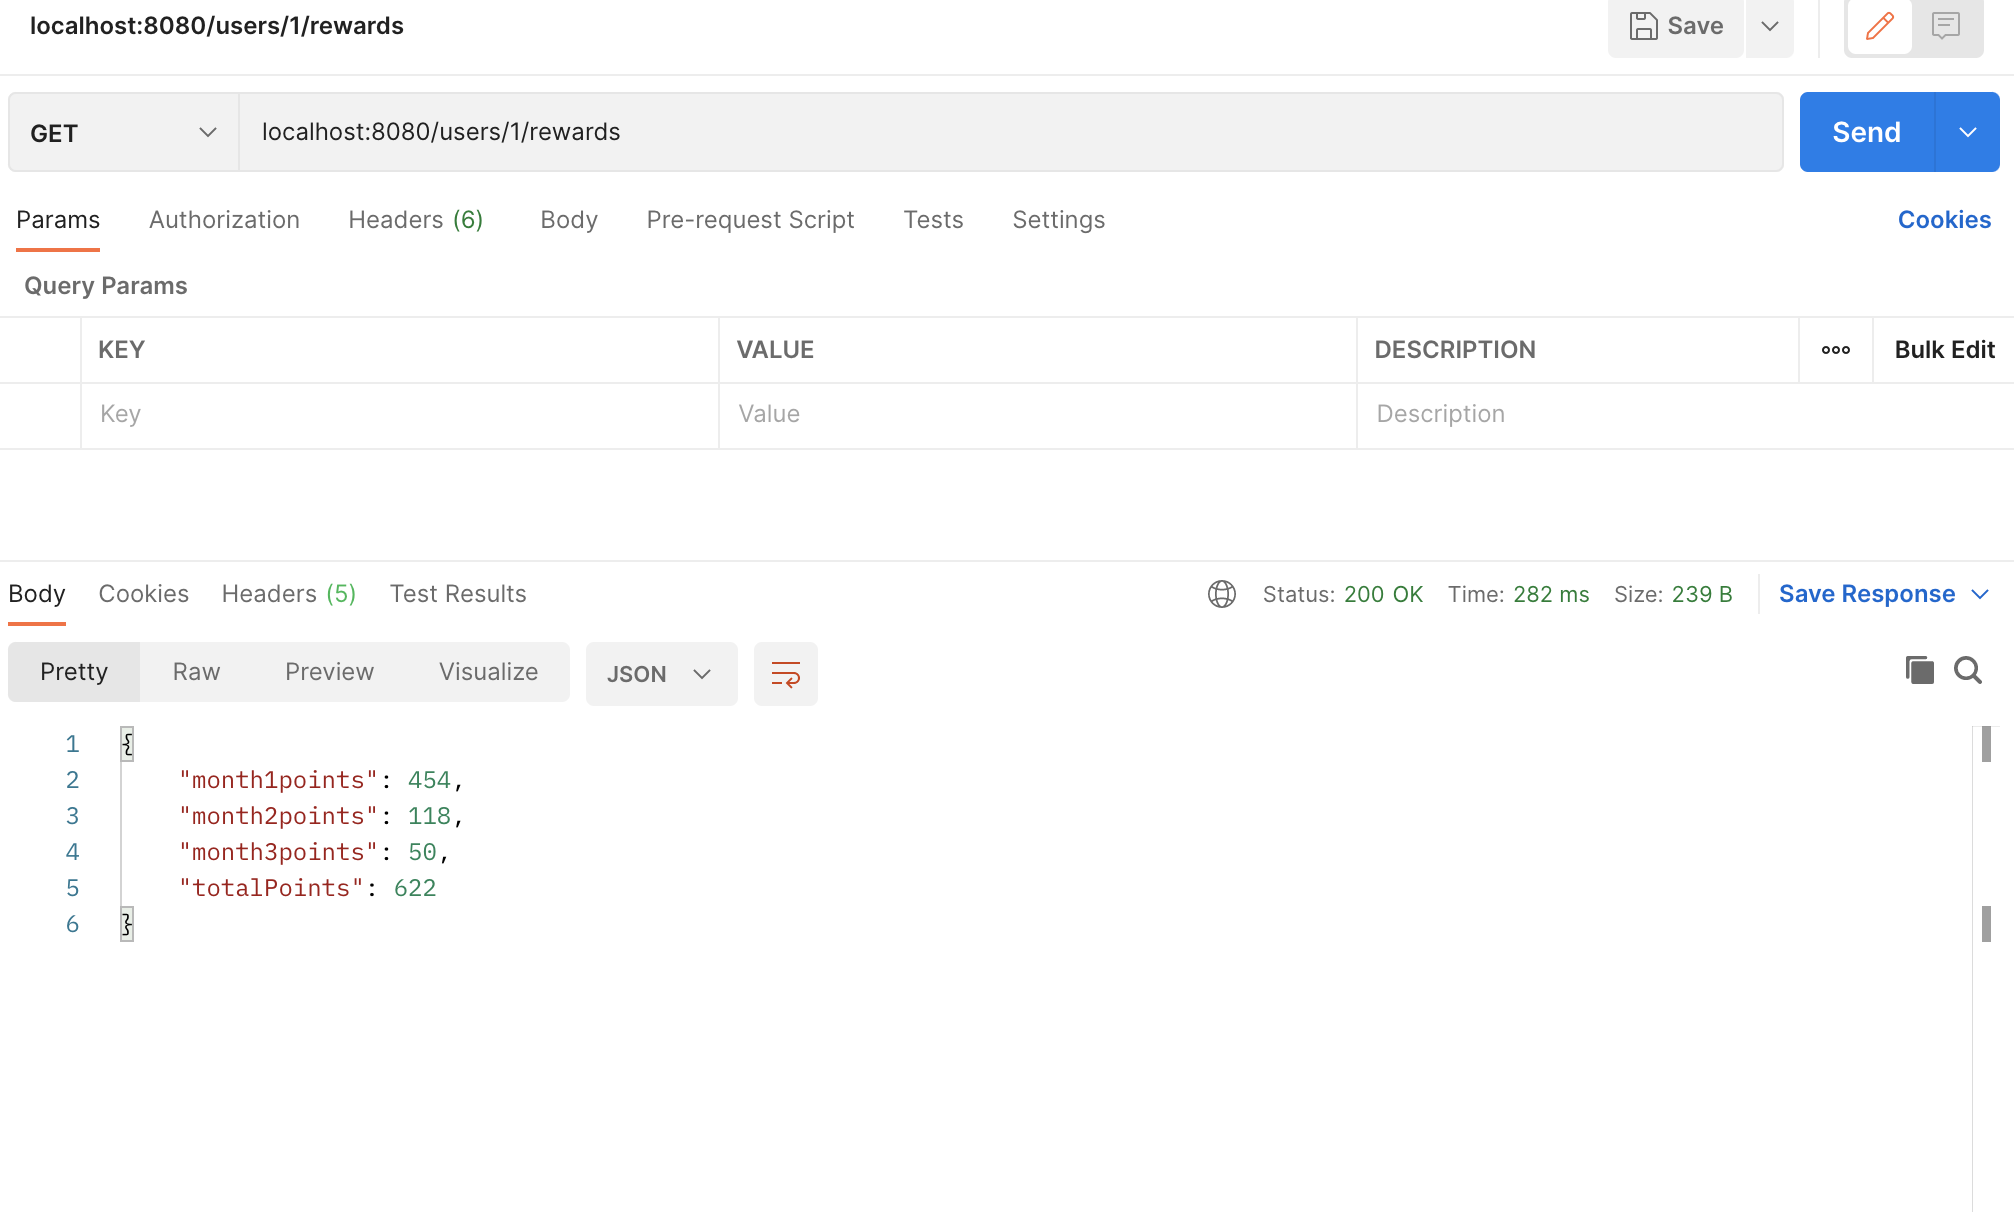 localhost:8080/users/1/rewards
Save
GET localhost:8080/users/1/rewards Send
Params Authorization Headers (6) Body Pre-request Script Tests Settings Cookies
Query Params
KEY VALUE DESCRIPTION ooo Bulk Edit
Key Value Description
Body Cookies Headers (5) Test Results Status: 200 OK Time: 282 ms Size: 239 B Save Response
Pretty Raw Preview Visualize JSON
1 {
2 "month1points": 454,
3 "month2points": 118,
4 "month3points": 50,
5 "totalPoints": 622
6 }